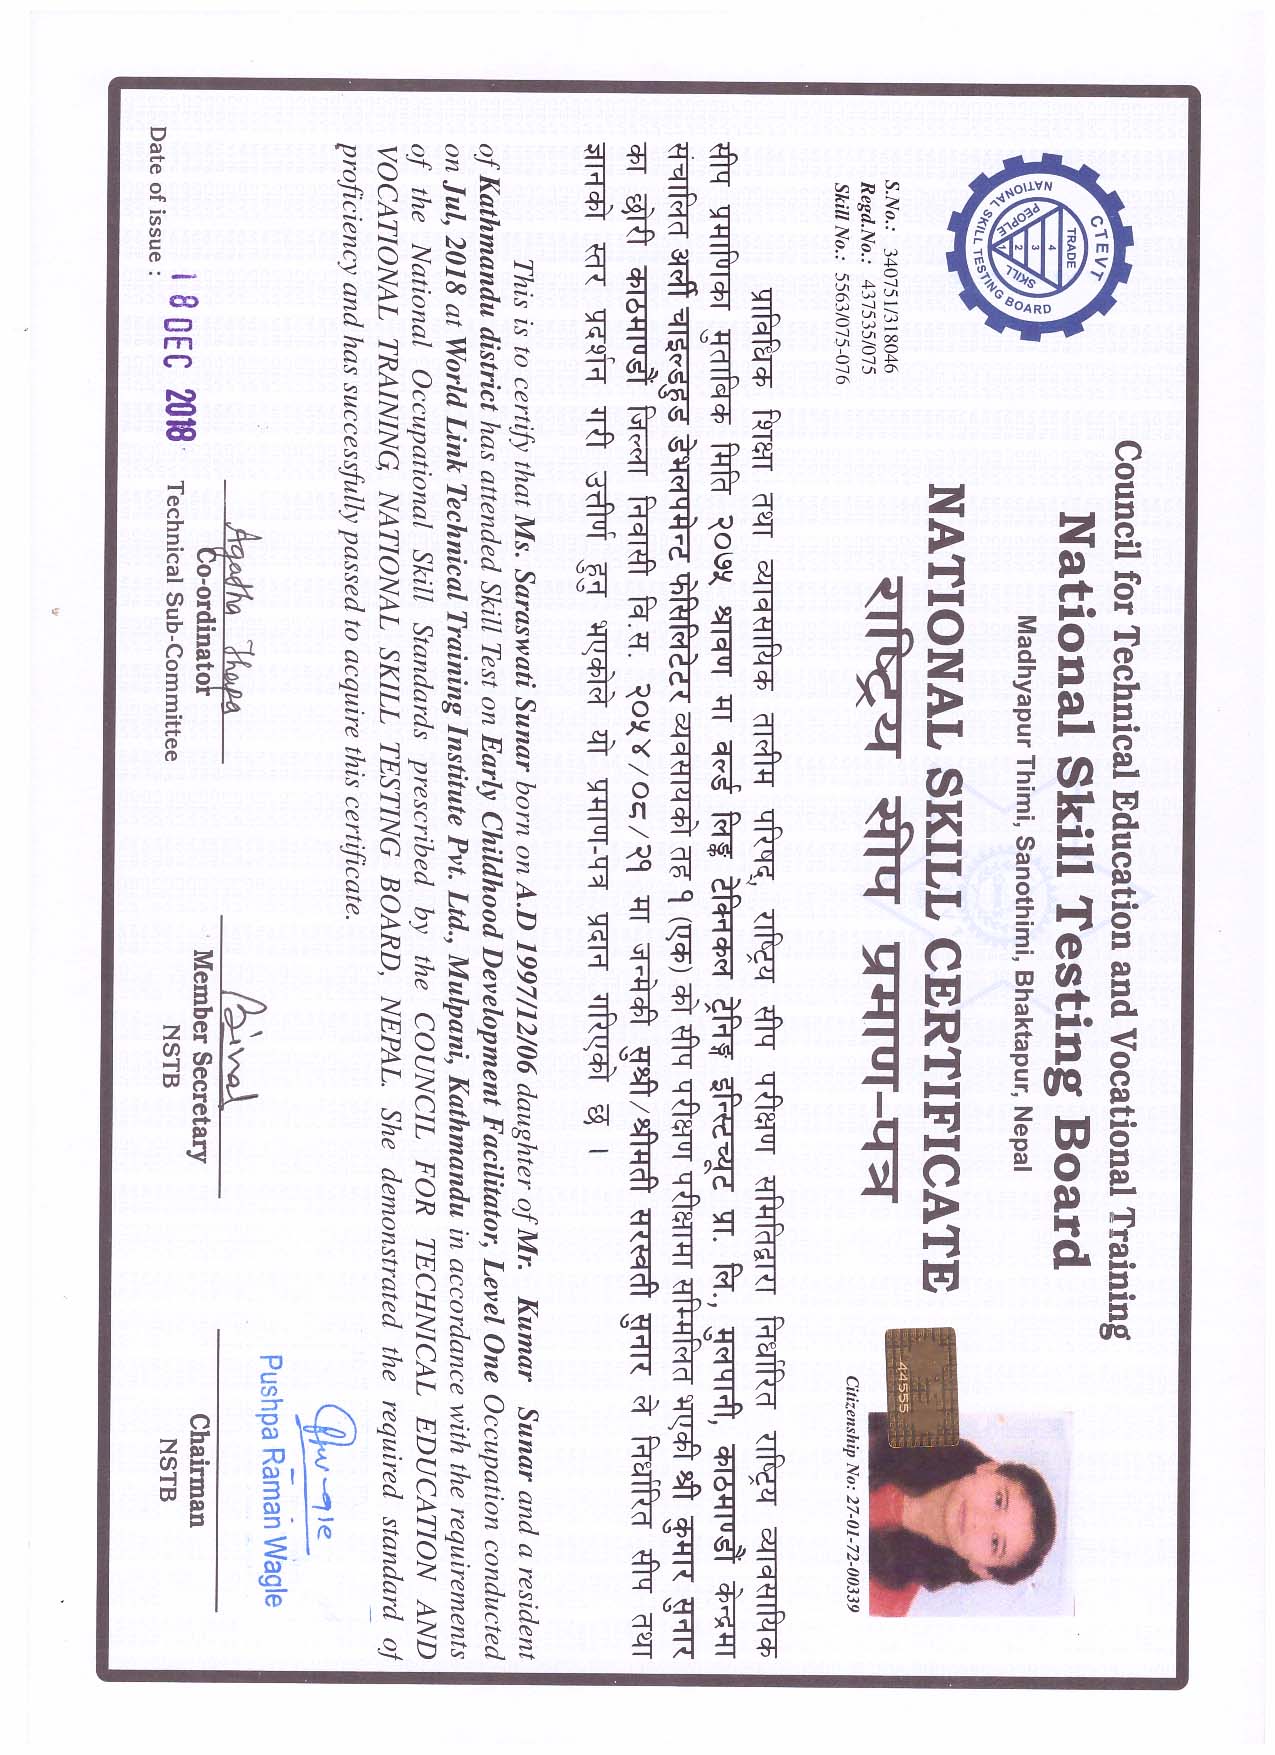 Council for Technical Education and Vocational Training
National Skill Testing Board
Madhyapur Thimi, Sanothimi, Bhaktapur, Nepal
CTEVT
NATIONAL SKILL TESTING BOARD
TRADE
4
3
2
1
PEOPLE
SKILL
NATIONAL SKILL CERTIFICATE
राष्ट्रिय सीप प्रमाण-पत्र
44555
S.No.: 340751/318046
Regd.No.: 437535/075
Skill No.: 5563/075-076
Citizenship No: 27-01-72-00339
प्राविधिक शिक्षा तथा व्यावसायिक तालीम परिषद्, राष्ट्रिय सीप परीक्षण समितिद्वारा निर्धारित राष्ट्रिय व्यावसायिक
सीप प्रमाणिका मुताबिक मिति २०७५ श्रावण मा वर्ल्ड लिङ्क टेक्निकल ट्रेनिङ्ग इन्स्टिच्यूट प्रा. लि., मुलपानी, काठमाण्डौं केन्द्रमा
संचालित अर्ली चाइल्डहुड डेभलपमेन्ट फेसिलिटेटर व्यवसायको तह १ (एक) को सीप परीक्षण परीक्षामा सम्मिलित भएकी श्री कुमार सुनार
का छोरी काठमाण्डौं जिल्ला निवासी वि.स. २०५४/०८/२१ मा जन्मेकी सुश्री/श्रीमती सरस्वती सुनार ले निर्धारित सीप तथा
ज्ञानको स्तर प्रदर्शन गरी उत्तीर्ण हुनु भएकोले यो प्रमाण-पत्र प्रदान गरिएको छ ।
This is to certify that Ms. Saraswati Sunar born on A.D 1997/12/06 daughter of Mr. Kumar Sunar and a resident
of Kathmandu district has attended Skill Test on Early Childhood Development Facilitator, Level One Occupation conducted
on Jul, 2018 at World Link Technical Training Institute Pvt. Ltd., Mulpani, Kathmandu in accordance with the requirements
of the National Occupational Skill Standards prescribed by the COUNCIL FOR TECHNICAL EDUCATION AND
VOCATIONAL TRAINING, NATIONAL SKILL TESTING BOARD, NEPAL. She demonstrated the required standard of
proficiency and has successfully passed to acquire this certificate.
Pushpa Raman Wagle
Agatha Thapa
Co-ordinator
Technical Sub-Committee
Member Secretary
NSTB
Chairman
NSTB
18 DEC 2018
Date of issue :